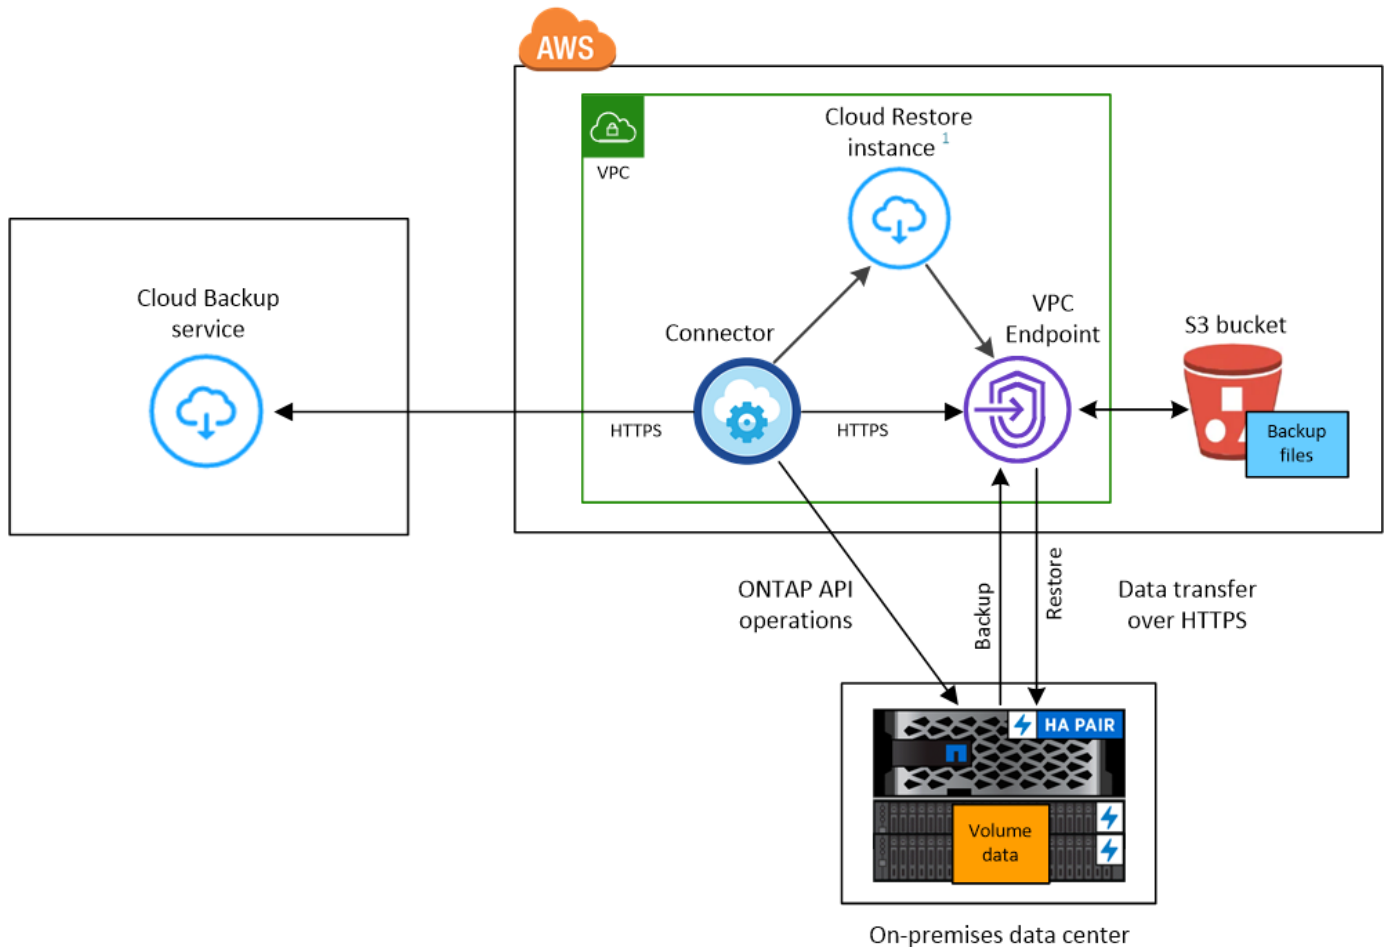 AWS
VPC
Cloud Restore
instance 1
Cloud Backup
service
Connector
VPC
Endpoint
S3 bucket
Backup
files
HTTPS
HTTPS
ONTAP API
operations
Backup
Restore
Data transfer
over HTTPS
HA PAIR
Volume
data
On-premises data center